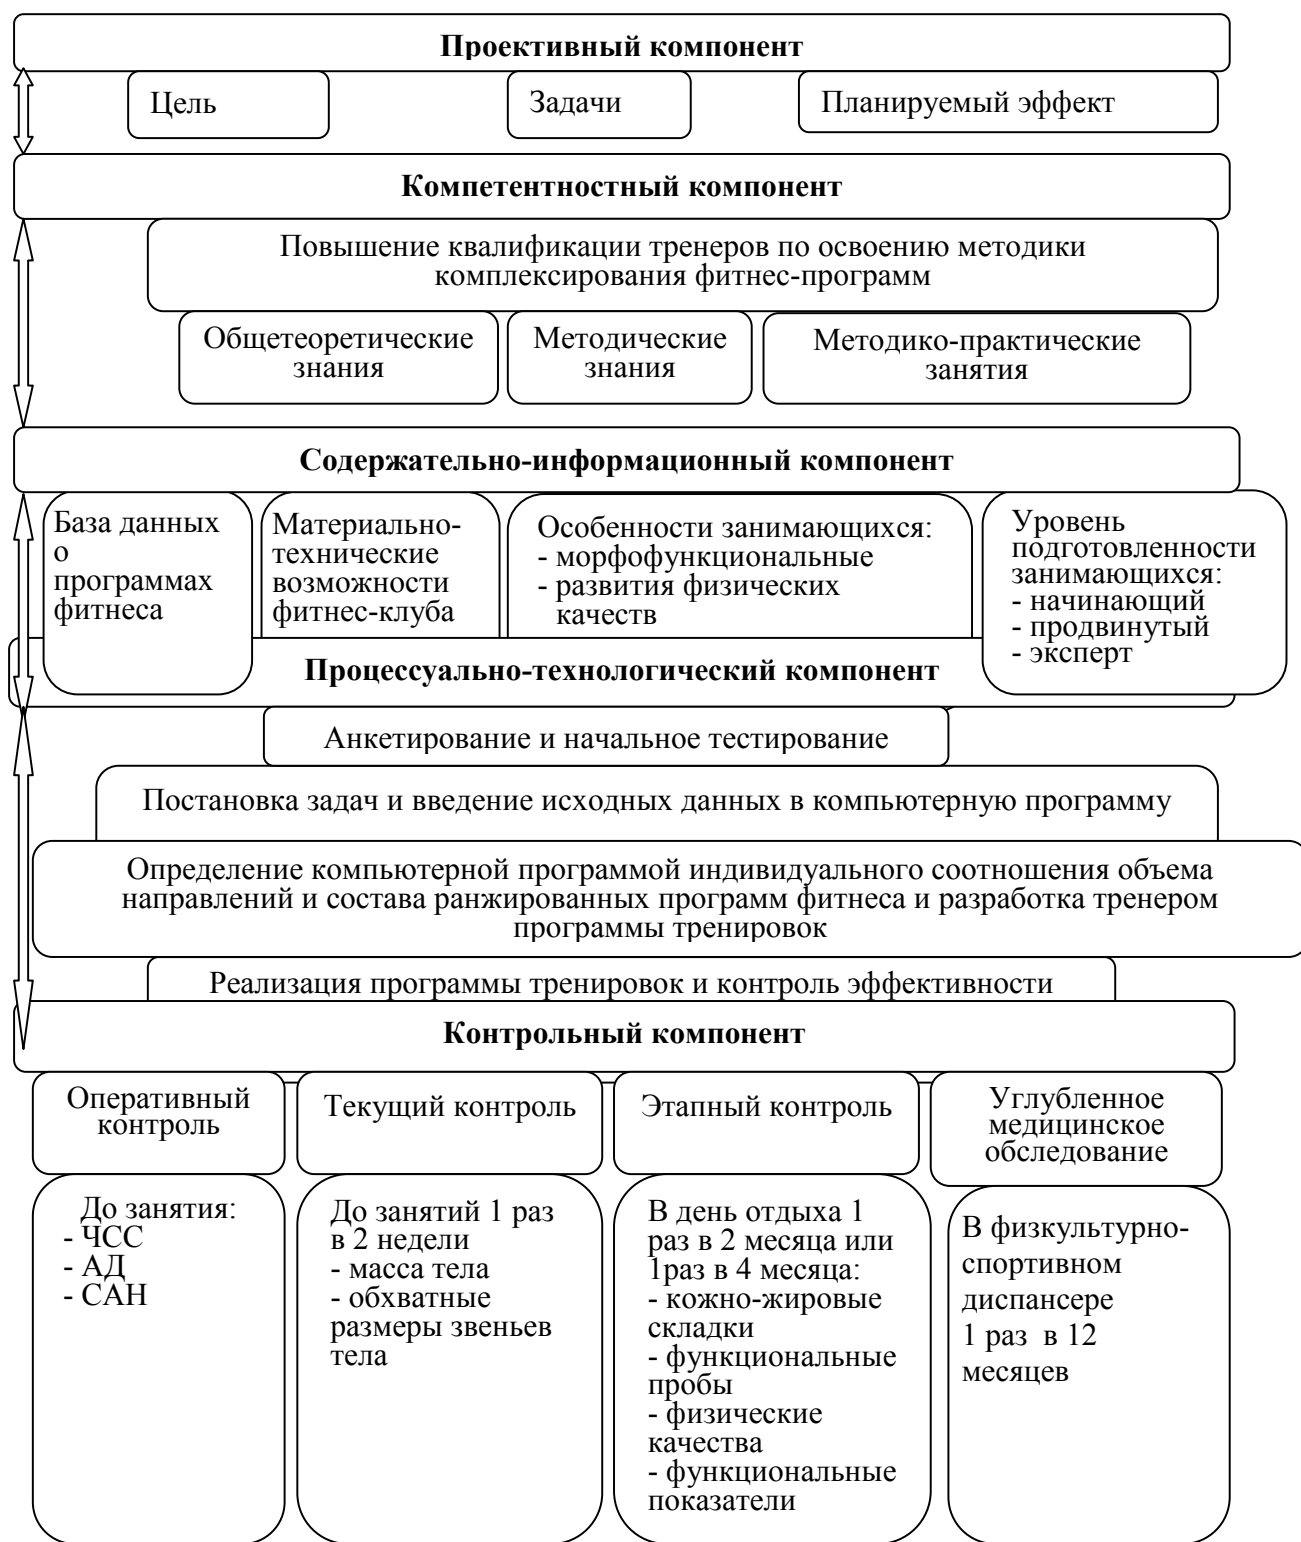 Проективный компонент
Цель
Задачи
Планируемый эффект
Компетентностный компонент
Повышение квалификации тренеров по освоению методики
комплексирования фитнес-программ
Общетеоретические
знания
Методические
знания
Методико-практические
занятия
Содержательно-информационный компонент
База данных
о
программах
фитнеса
Материально-
технические
возможности
фитнес-клуба
Особенности занимающихся:
- морфофункциональные
- развития физических
качеств
Уровень
подготовленности
занимающихся:
- начинающий
- продвинутый
- эксперт
Процессуально-технологический компонент
Анкетирование и начальное тестирование
Постановка задач и введение исходных данных в компьютерную программу
Определение компьютерной программой индивидуального соотношения объема
направлений и состава ранжированных программ фитнеса и разработка тренером
программы тренировок
Реализация программы тренировок и контроль эффективности
Контрольный компонент
Оперативный
контроль
Текущий контроль
Этапный контроль
Углубленное
медицинское
обследование
До занятия:
- ЧСС
- АД
- САН
До занятий 1 раз
в 2 недели
- масса тела
- обхватные
размеры звеньев
тела
В день отдыха 1
раз в 2 месяца или
1раз в 4 месяца:
- кожно-жировые
складки
- функциональные
пробы
- физические
качества
- функциональные
показатели
В физкультурно-
спортивном
диспансере
1 раз  в 12
месяцев